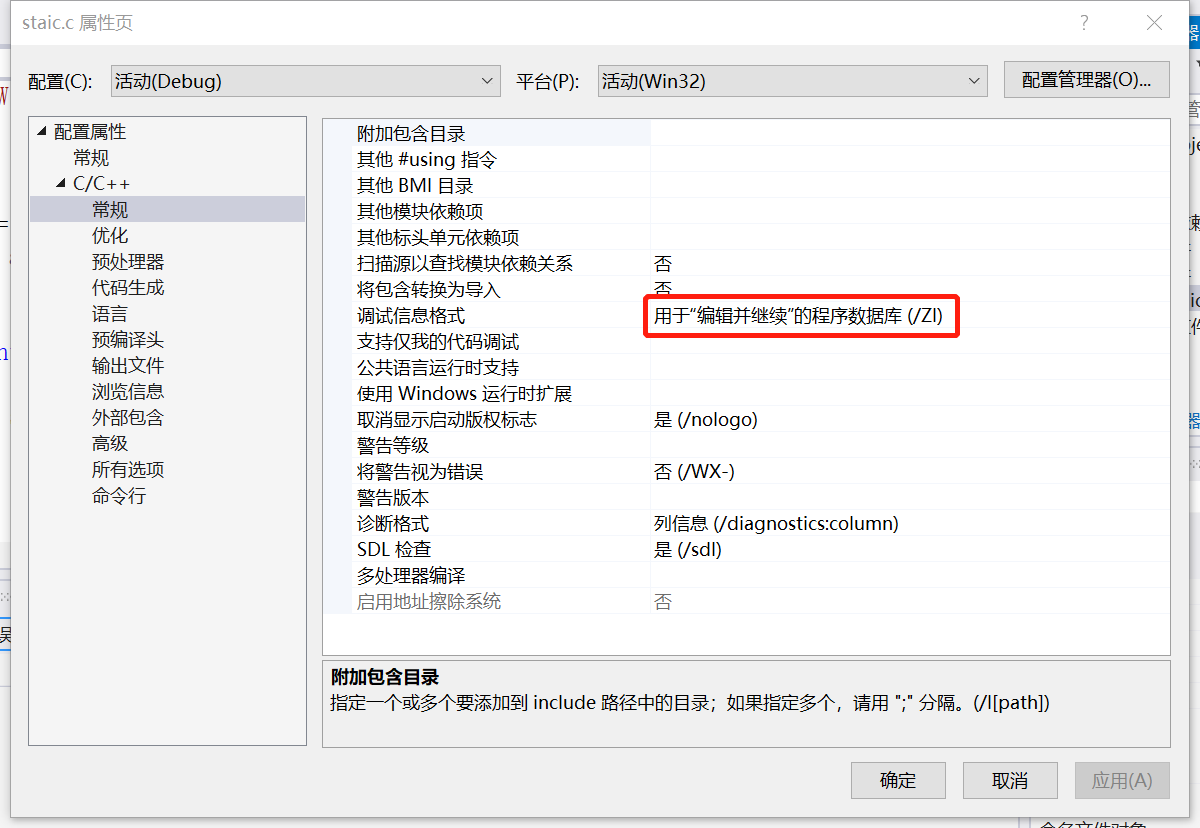 staic.c 属性页
配置(C): 活动(Debug) 平台(P): 活动(Win32) 配置管理器(O)...
配置属性
常规
C/C++
常规
优化
预处理器
代码生成
语言
预编译头
输出文件
浏览信息
外部包含
高级
所有选项
命令行
附加包含目录
其他 #using 指令
其他 BMI 目录
其他模块依赖项
其他标头单元依赖项
扫描源以查找模块依赖关系 否
将包含转换为导入 否
调试信息格式 用于“编辑并继续”的程序数据库 (/ZI)
支持仅我的代码调试
公共语言运行时支持
使用 Windows 运行时扩展
取消显示启动版权标志 是 (/nologo)
警告等级
将警告视为错误 否 (/WX-)
警告版本
诊断格式 列信息 (/diagnostics:column)
SDL 检查 是 (/sdl)
多处理器编译
启用地址擦除系统 否
附加包含目录
指定一个或多个要添加到 include 路径中的目录；如果指定多个，请用 ";" 分隔。(/I[path])
确定 取消 应用(A)